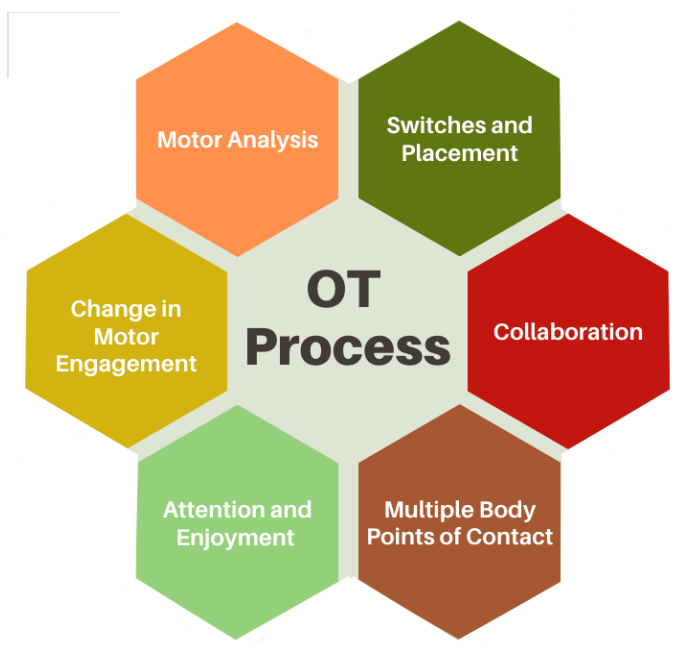 Motor Analysis
Switches and
Placement
Change in
Motor
Engagement
OT
Process
Collaboration
Attention and
Enjoyment
Multiple Body
Points of Contact